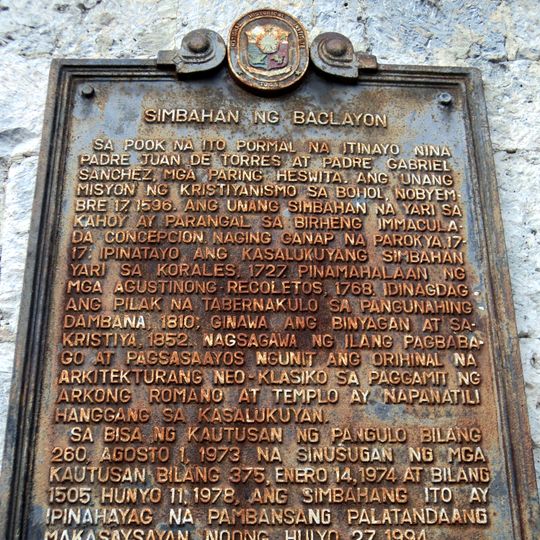 SIMBAHAN NG BACLAYON
SA POOK NA ITO PORMAL NA ITINAYO NINA
PADRE JUAN DE TORRES AT PADRE GABRIEL
SANCHEZ, MGA PARING HESWITA, ANG UNANG
MISYON NG KRISTIYANISMO SA BOHOL, NOBYEM-
BRE 17, 1596. ANG UNANG SIMBAHAN NA YARI SA
KAHOY AY PARANGAL SA BIRHENG IMMACULA-
DA CONCEPCION. NAGING GANAP NA PAROKYA, 17-
17; IPINATAYO ANG KASALUKUYANG SIMBAHAN
YARI SA KORALES, 1727. PINAMAHALAAN NG
MGA AGUSTINONG-RECOLETOS, 1768. IDINAGDAG
ANG PILAK NA TABERNAKULO SA PANGUNAHING
DAMBANA, 1810; GINAWA ANG BINYAGAN AT SA-
KRISTIYA, 1852. NAGSAGAWA NG ILANG PAGBABA-
GO AT PAGSASAAYOS NGUNIT ANG ORIHINAL NA
ARKITEKTURANG NEO-KLASIKO SA PAGGAMIT NG
ARKONG ROMANO AT TEMPLO AY NAPANATILI
HANGGANG SA KASALUKUYAN.
SA BISA NG KAUTUSAN NG PANGULO BILANG
260, AGOSTO 1, 1973 NA SINUSUGAN NG MGA
KAUTUSAN BILANG 375, ENERO 14, 1974 AT BILANG
1505 HUNYO 11, 1978, ANG SIMBAHANG ITO AY
IPINAHAYAG NA PAMBANSANG PALATANDAANG
MAKASAYSAYAN NOONG HULYO 27, 1994.